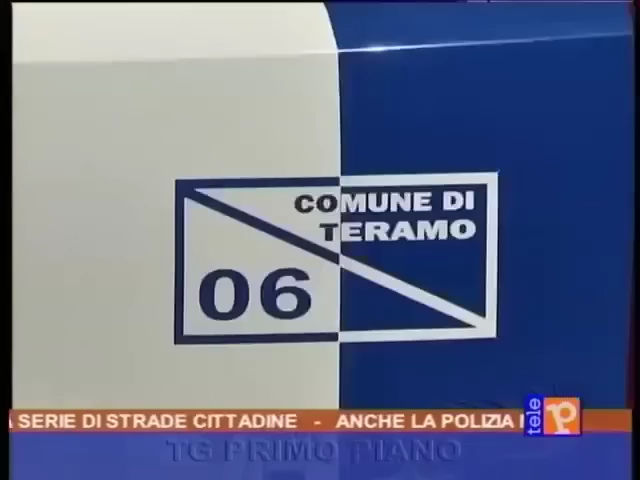 COMUNE DI
TERAMO
06
A SERIE DI STRADE CITTADINE - ANCHE LA POLIZIA
tele p
TG PRIMO PIANO